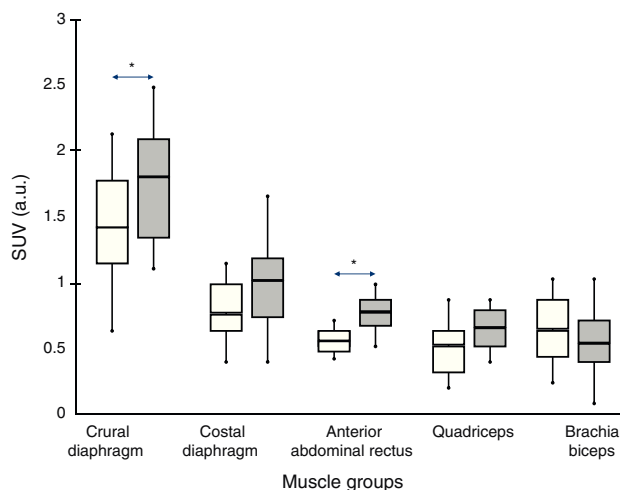 3
2.5
2
1.5
1
0.5
0
SUV (a.u.)
*
*
Crural
diaphragm
Costal
diaphragm
Anterior
abdominal rectus
Quadriceps
Brachia
biceps
Muscle groups